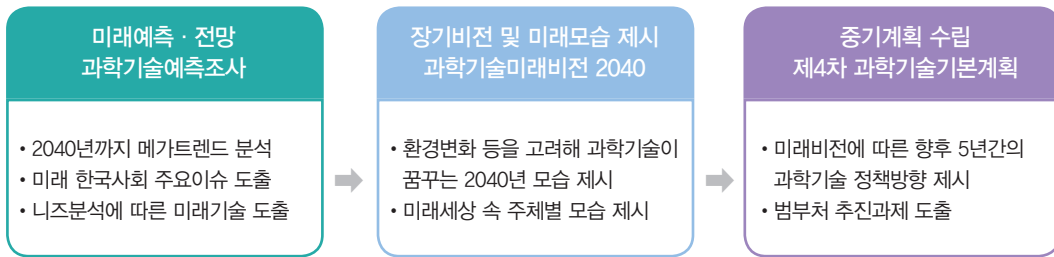 미래예측 · 전망
과학기술예측조사
• 2040년까지 메가트렌드 분석
• 미래 한국사회 주요이슈 도출
• 니즈분석에 따른 미래기술 도출
장기비전 및 미래모습 제시
과학기술미래비전 2040
• 환경변화 등을 고려해 과학기술이
꿈꾸는 2040년 모습 제시
• 미래세상 속 주체별 모습 제시
중기계획 수립
제4차 과학기술기본계획
• 미래비전에 따른 향후 5년간의
과학기술 정책방향 제시
• 범부처 추진과제 도출